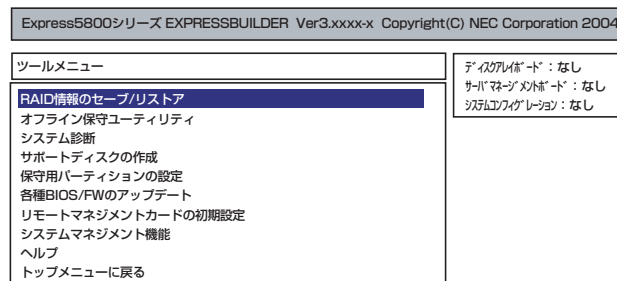 Express5800シリーズ EXPRESSBUILDER Ver3.xxxx-x Copyright(C) NEC Corporation 2004
ツールメニュー
RAID情報のセーブ/リストア
オフライン保守ユーティリティ
システム診断
サポートディスクの作成
保守用パーティションの設定
各種BIOS/FWのアップデート
リモートマネジメントカードの初期設定
システムマネジメント機能
ヘルプ
トップメニューに戻る
ディスクアレイボード：なし
サーバマネージメントボード：なし
システムコンフィグレーション：なし